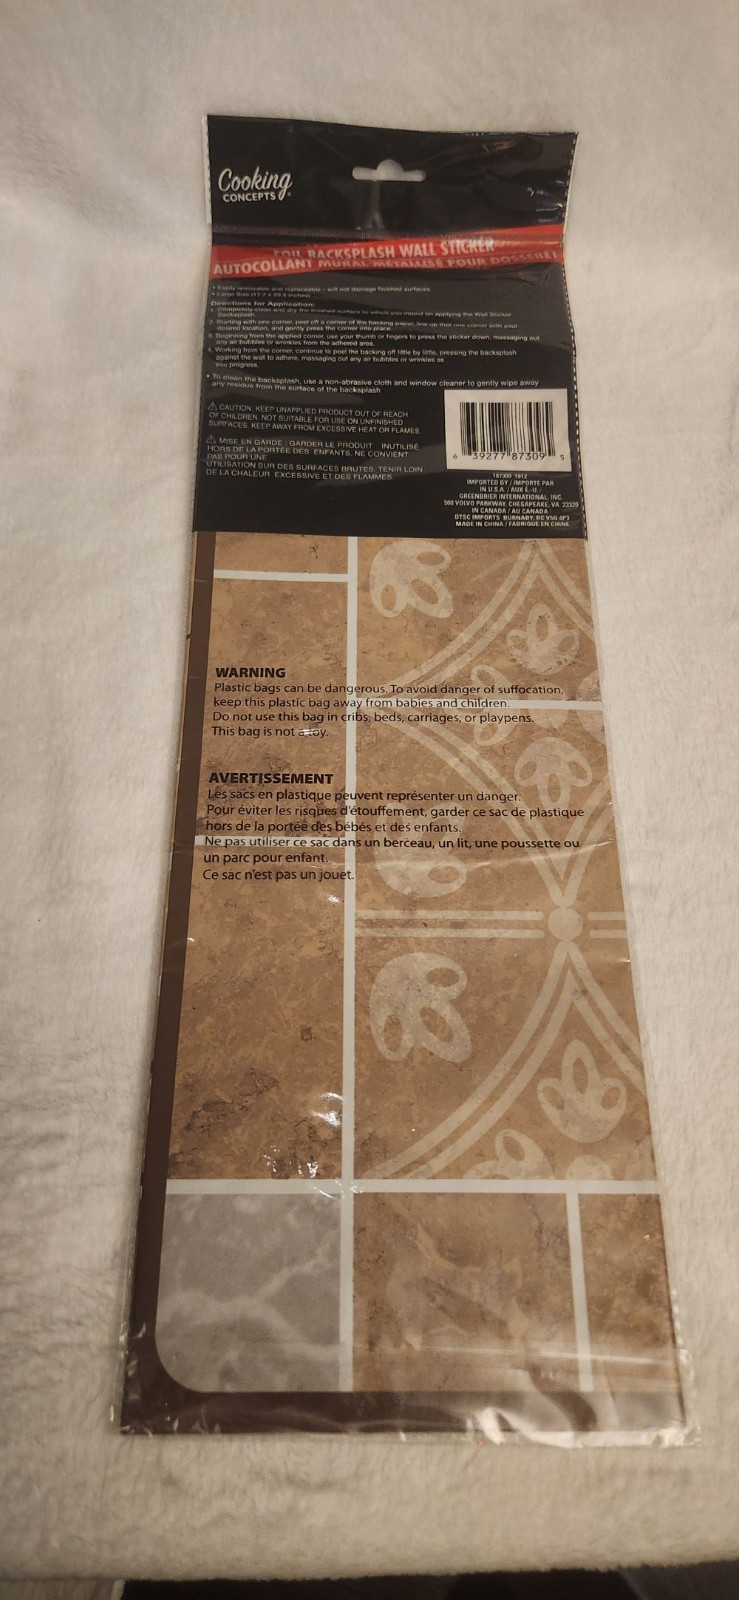 Cooking
CONCEPTS®
FOIL BACKSPLASH WALL STICKER
AUTOCOLLANT MURAL MÉTALLISÉ POUR DOSSERET
• Easily removable and replaceable - will not damage finished surfaces
• Large Size (17.7 x 29.5 inches)
Directions for Application:
1. Completely clean and dry the finished surface to which you intend on applying the Wall Sticker
Backsplash.
2. Starting with one corner, peel off a corner of the backing paper, line up that one corner with your
desired location, and gently press the corner into place.
3. Beginning from the applied corner, use your thumb or fingers to press the sticker down, massaging out
any air bubbles or wrinkles from the adhered area.
4. Working from the corner, continue to peel the backing off little by little, pressing the backsplash
against the wall to adhere, massaging out any air bubbles or wrinkles as
you progress.
• To clean the backsplash, use a non-abrasive cloth and window cleaner to gently wipe away
any residue from the surface of the backsplash
⚠ CAUTION: KEEP UNAPPLIED PRODUCT OUT OF REACH
OF CHILDREN. NOT SUITABLE FOR USE ON UNFINISHED
SURFACES. KEEP AWAY FROM EXCESSIVE HEAT OR FLAMES.
⚠ MISE EN GARDE : GARDER LE PRODUIT INUTILISÉ
HORS DE LA PORTÉE DES ENFANTS. NE CONVIENT
PAS POUR UNE
UTILISATION SUR DES SURFACES BRUTES. TENIR LOIN
DE LA CHALEUR EXCESSIVE ET DES FLAMMES.
6 39277 87309 5
187309 1812
IMPORTED BY / IMPORTÉ PAR
IN U.S.A. / AUX É.-U. :
GREENBRIER INTERNATIONAL, INC.
500 VOLVO PARKWAY, CHESAPEAKE, VA 23320
IN CANADA / AU CANADA :
DTSC IMPORTS, BURNABY, BC V5G 4P3
MADE IN CHINA / FABRIQUÉ EN CHINE
WARNING
Plastic bags can be dangerous. To avoid danger of suffocation,
keep this plastic bag away from babies and children.
Do not use this bag in cribs, beds, carriages, or playpens.
This bag is not a toy.
AVERTISSEMENT
Les sacs en plastique peuvent représenter un danger.
Pour éviter les risques d'étouffement, garder ce sac de plastique
hors de la portée des bébés et des enfants.
Ne pas utiliser ce sac dans un berceau, un lit, une poussette ou
un parc pour enfant.
Ce sac n'est pas un jouet.